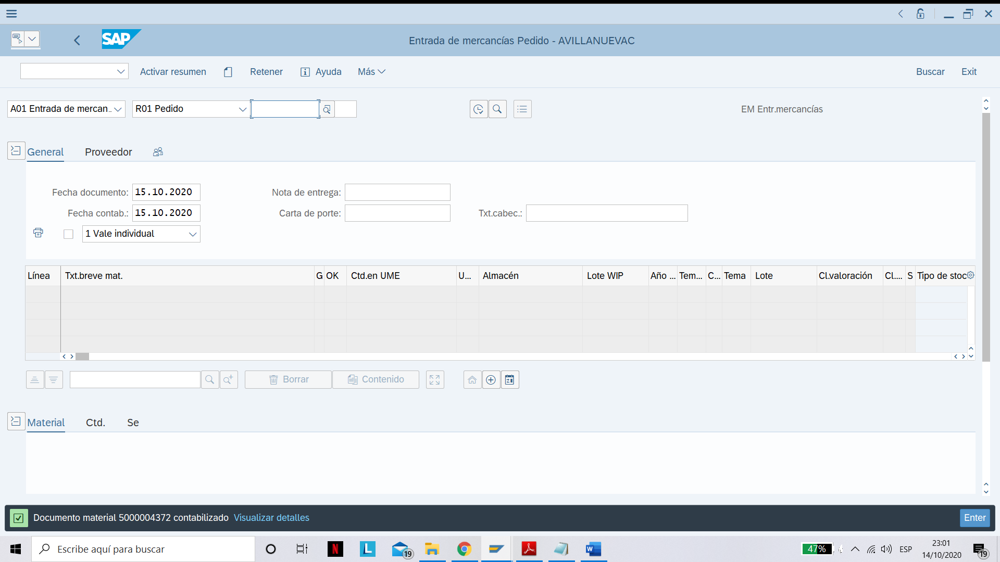 SAP
Entrada de mercancías Pedido - AVILLANUEVAC
Activar resumen Retener Ayuda Más Buscar Exit
A01 Entrada de mercan.. R01 Pedido EM Entr.mercancías
General Proveedor
Fecha documento: 15.10.2020 Nota de entrega:
Fecha contab.: 15.10.2020 Carta de porte: Txt.cabec.:
1 Vale individual
Línea Txt.breve mat. G OK Ctd.en UME U... Almacén Lote WIP Año ... Tem... C... Tema Lote Cl.valoración Cl.... S Tipo de stoc
Borrar Contenido
Material Ctd. Se
Documento material 5000004372 contabilizado Visualizar detalles Enter
Escribe aquí para buscar N L 19 W 47% ESP 23:01
14/10/2020 19